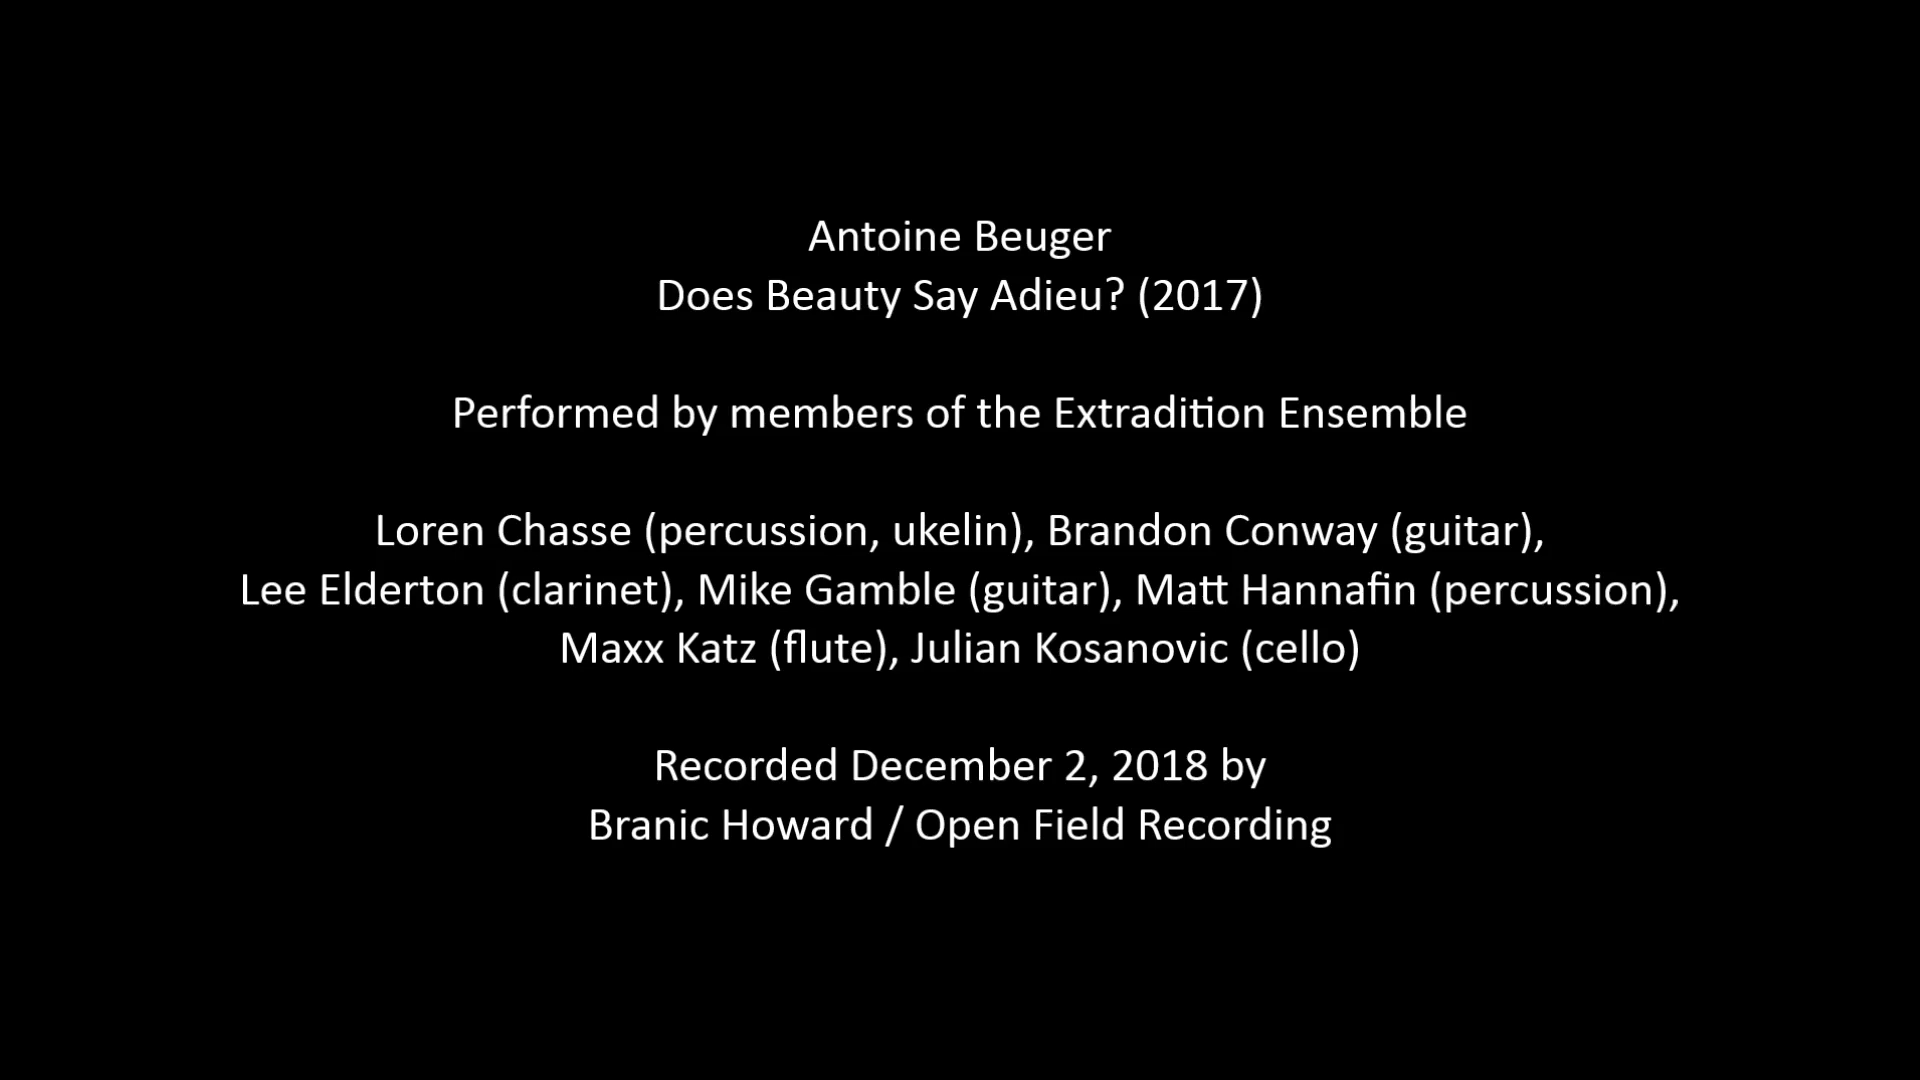 Antoine Beuger
Does Beauty Say Adieu? (2017)
Performed by members of the Extradition Ensemble
Loren Chasse (percussion, ukelin), Brandon Conway (guitar),
Lee Elderton (clarinet), Mike Gamble (guitar), Matt Hannafin (percussion),
Maxx Katz (flute), Julian Kosanovic (cello)
Recorded December 2, 2018 by
Branic Howard / Open Field Recording